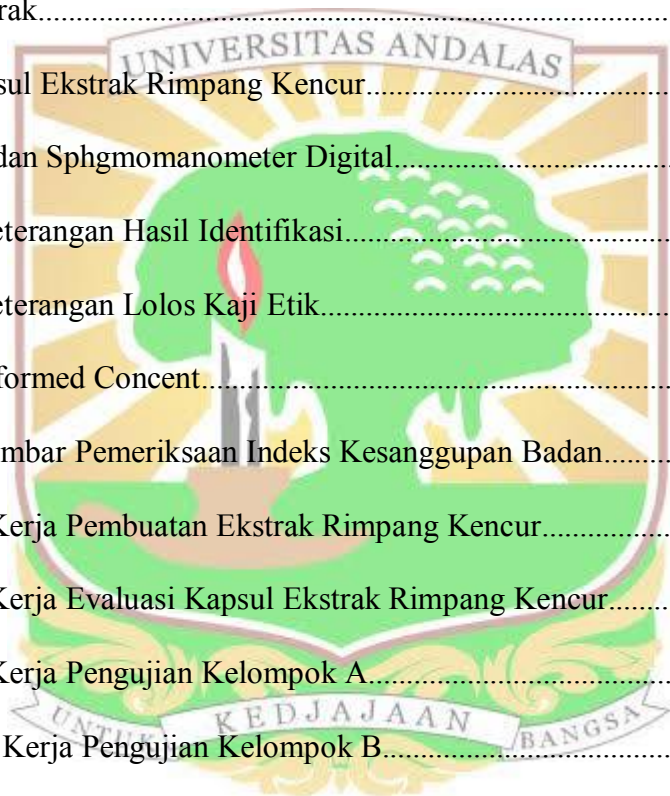 UNIVERSITAS ANDALAS
sul Ekstrak Rimpang Kencur
dan Sphgmomanometer Digital
eterangan Hasil Identifikasi
eterangan Lolos Kaji Etik
formed Concent
mbar Pemeriksaan Indeks Kesanggupan Badan
Kerja Pembuatan Ekstrak Rimpang Kencur
Kerja Evaluasi Kapsul Ekstrak Rimpang Kencur
Kerja Pengujian Kelompok A
UNTUK KEDJAJAAN BANGSA
Kerja Pengujian Kelompok B